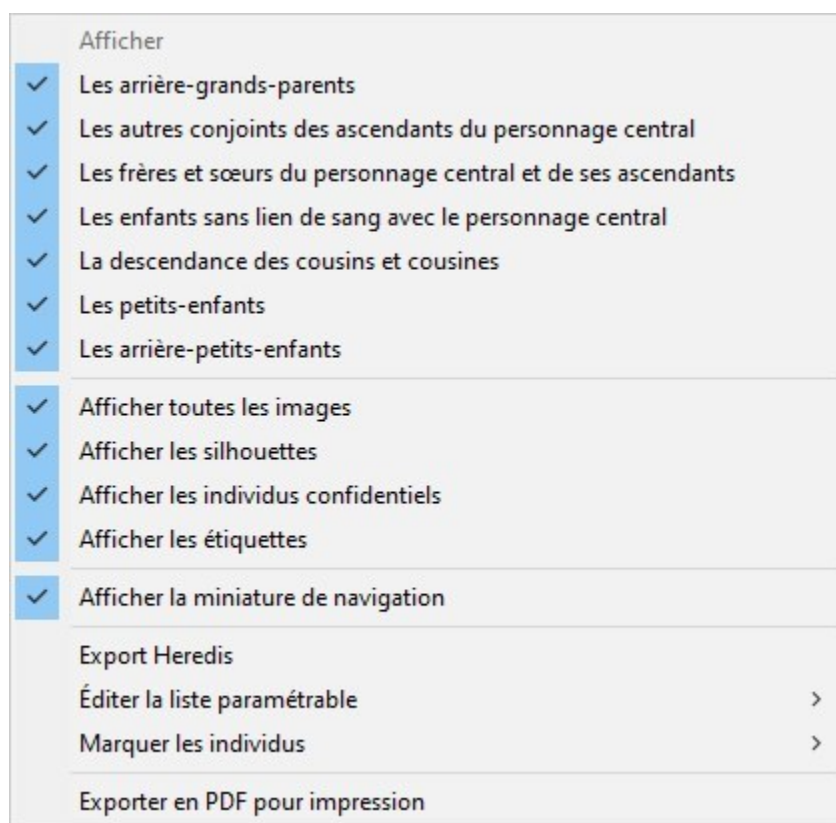 Afficher
Les arrière-grands-parents
Les autres conjoints des ascendants du personnage central
Les frères et sœurs du personnage central et de ses ascendants
Les enfants sans lien de sang avec le personnage central
La descendance des cousins et cousines
Les petits-enfants
Les arrière-petits-enfants
Afficher toutes les images
Afficher les silhouettes
Afficher les individus confidentiels
Afficher les étiquettes
Afficher la miniature de navigation
Export Heredis
Éditer la liste paramétrable
Marquer les individus
Exporter en PDF pour impression